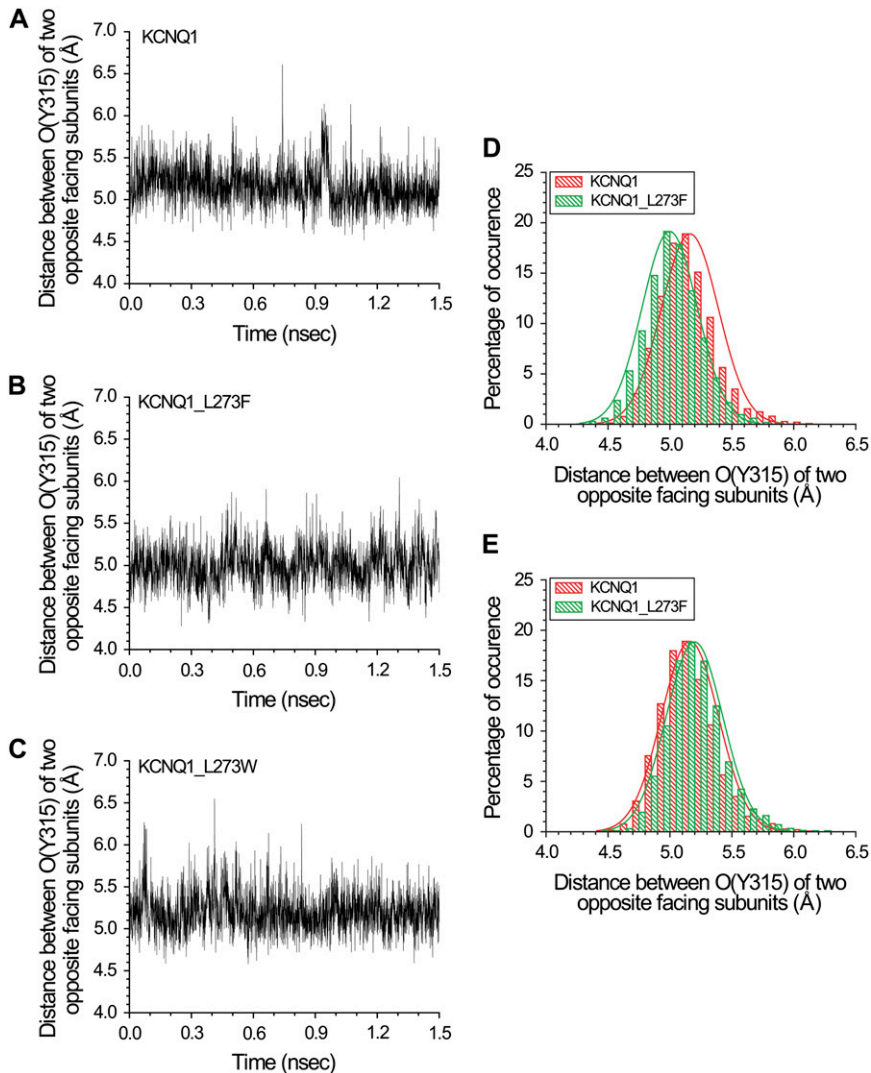 A
KCNQ1
Distance between O(Y315) of two
opposite facing subunits (Å)
7.0
6.5
6.0
5.5
5.0
4.5
4.0
0.0 0.3 0.6 0.9 1.2 1.5
Time (nsec)
B
KCNQ1_L273F
Distance between O(Y315) of two
opposite facing subunits (Å)
7.0
6.5
6.0
5.5
5.0
4.5
4.0
0.0 0.3 0.6 0.9 1.2 1.5
Time (nsec)
C
KCNQ1_L273W
Distance between O(Y315) of two
opposite facing subunits (Å)
7.0
6.5
6.0
5.5
5.0
4.5
4.0
0.0 0.3 0.6 0.9 1.2 1.5
Time (nsec)
D
KCNQ1
KCNQ1_L273F
Percentage of occurence
25
20
15
10
5
0
4.0 4.5 5.0 5.5 6.0 6.5
Distance between O(Y315) of two
opposite facing subunits (Å)
E
KCNQ1
KCNQ1_L273F
Percentage of occurence
25
20
15
10
5
0
4.0 4.5 5.0 5.5 6.0 6.5
Distance between O(Y315) of two
opposite facing subunits (Å)